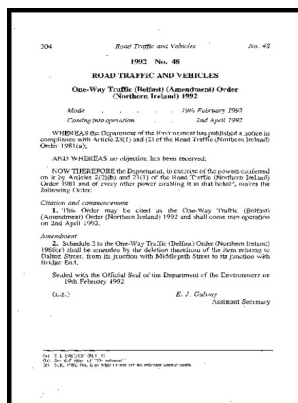 304 Road Traffic and Vehicles No. 48
1992 No. 48
ROAD TRAFFIC AND VEHICLES
One-Way Traffic (Belfast) (Amendment) Order
(Northern Ireland) 1992
Made . . . . . 19th February 1992
Coming into operation . . 2nd April 1992
WHEREAS the Department of the Environment has published a notice in
compliance with Article 23(1) and (2) of the Road Traffic (Northern Ireland)
Order 1981(a);
AND WHEREAS no objection has been received;
NOW THEREFORE the Department, in exercise of the powers conferred
on it by Articles 21(1) of the Road Traffic (Northern Ireland)
Order 1981 and of every other power enabling it in that behalf, makes the
following Order:
Citation and commencement
1. This Order may be cited as the One-Way Traffic (Belfast)
(Amendment) Order (Northern Ireland) 1992 and shall come into operation
on 2nd April 1992.
Amendment
2. Schedule 2 to the One-Way Traffic (Belfast) Order (Northern Ireland)
shall be amended by the deletion therefrom of the item relating to
Dalton Street, from its junction with Middlepath Street to its junction with
Bridge End.
Sealed with the Official Seal of the Department of the Environment on
19th February 1992
(L.S.) E. J. Galway
Assistant Secretary